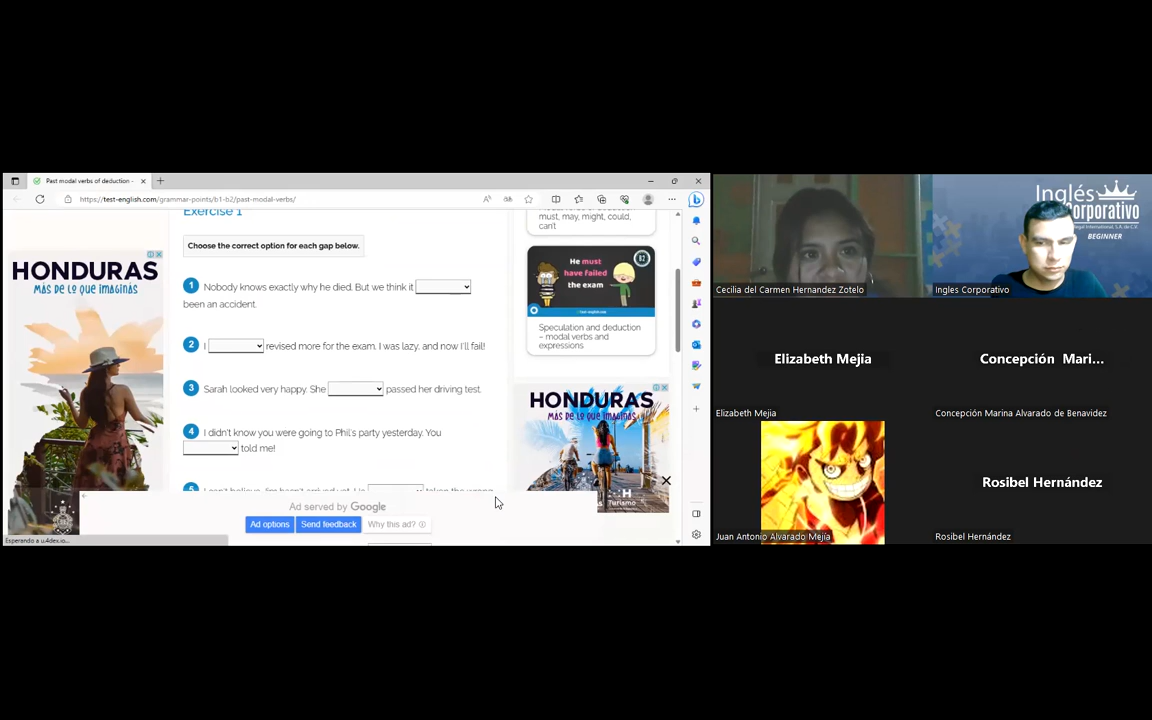 Past modal verbs of deduction -
https://test-english.com/grammar-points/b1-b2/past-modal-verbs/
Exercise 1
Choose the correct option for each gap below.
1 Nobody knows exactly why he died. But we think it
been an accident.
2 I revised more for the exam. I was lazy, and now I'll fail!
3 Sarah looked very happy. She passed her driving test.
4 I didn't know you were going to Phil's party yesterday. You
told me!
HONDURAS
MÁS DE LO QUE IMAGINÁS
must, may, might, could,
can't
He must
have failed
the exam
B2
Speculation and deduction
– modal verbs and
expressions
HONDURAS
MÁS DE LO QUE IMAGINÁS
Ad served by Google
Ad options
Send feedback
Why this ad?
Esperando a u.4dex.io...
Inglés
Corporativo
BEGINNER
Cecilia del Carmen Hernandez Zotelo
Ingles Corporativo
Elizabeth Mejia
Elizabeth Mejia
Concepción Mari...
Concepción Marina Alvarado de Benavidez
Juan Antonio Alvarado Mejía
Rosibel Hernández
Rosibel Hernández